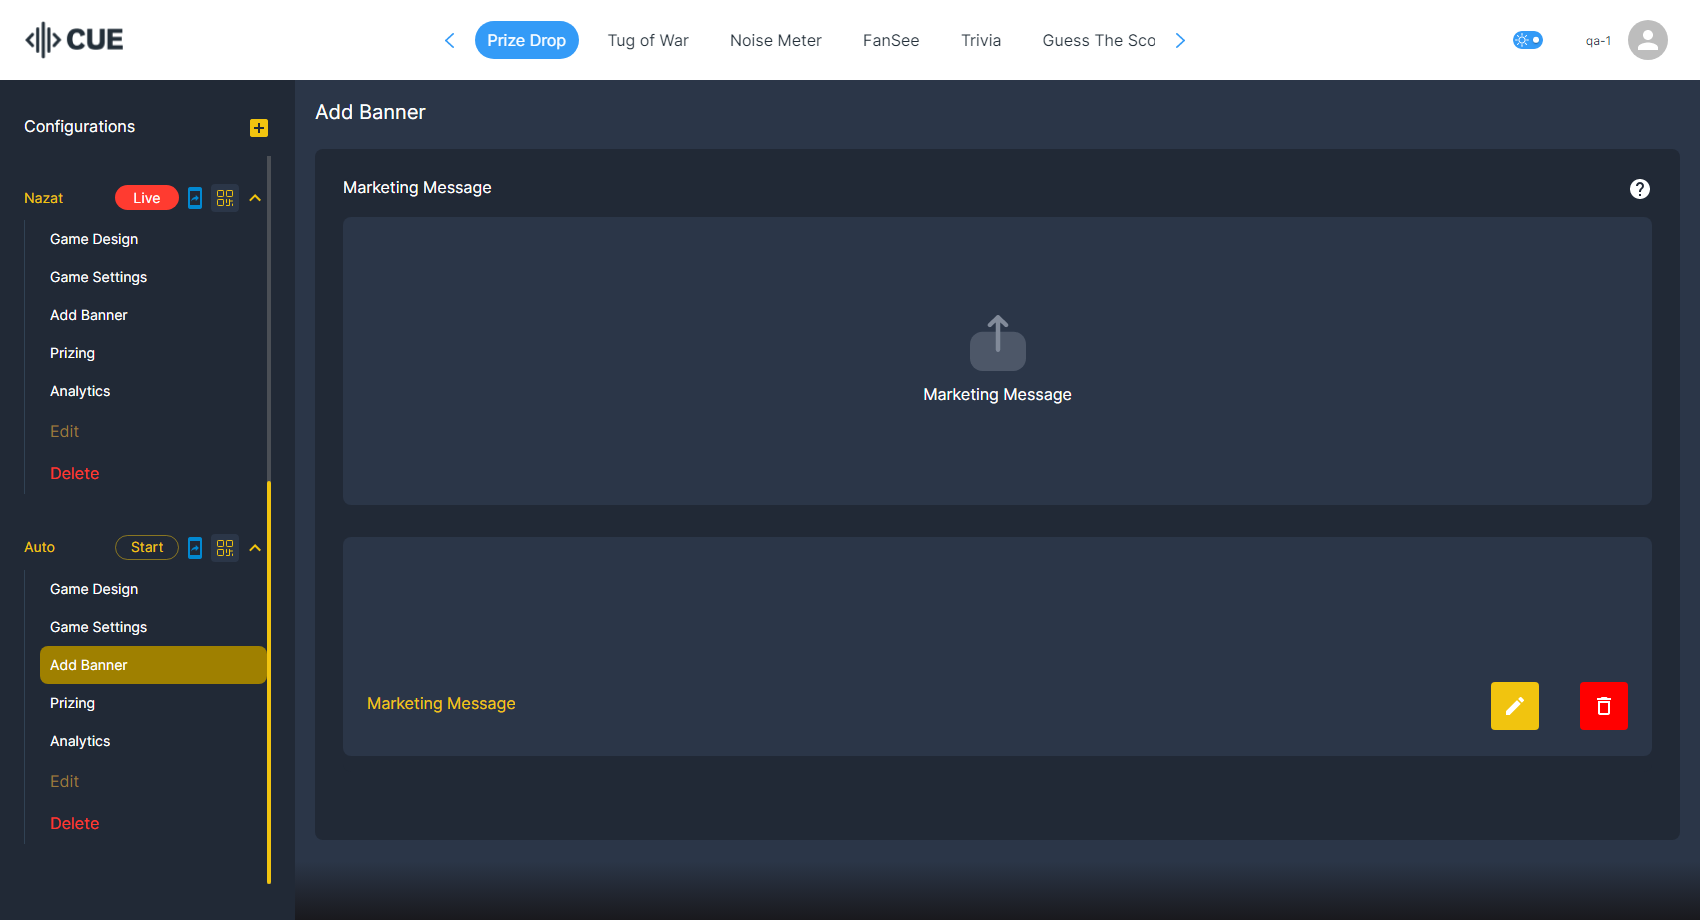 CUE
Prize Drop
Tug of War
Noise Meter
FanSee
Trivia
Guess The Sco
qa-1
Configurations
Nazat
Live
Game Design
Game Settings
Add Banner
Prizing
Analytics
Edit
Delete
Auto
Start
Game Design
Game Settings
Add Banner
Prizing
Analytics
Edit
Delete
Add Banner
Marketing Message
?
Marketing Message
Marketing Message